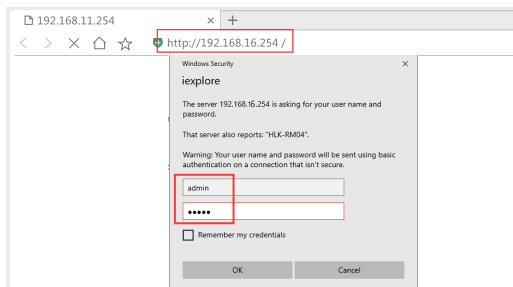 192.168.11.254
http://192.168.16.254 /
Windows Security
iexplore
The server 192.168.16.254 is asking for your user name and
password.
That server also reports: "HLK-RM04".
Warning: Your user name and password will be sent using basic
authentication on a connection that isn't secure.
admin
●●●●●
Remember my credentials
OK
Cancel